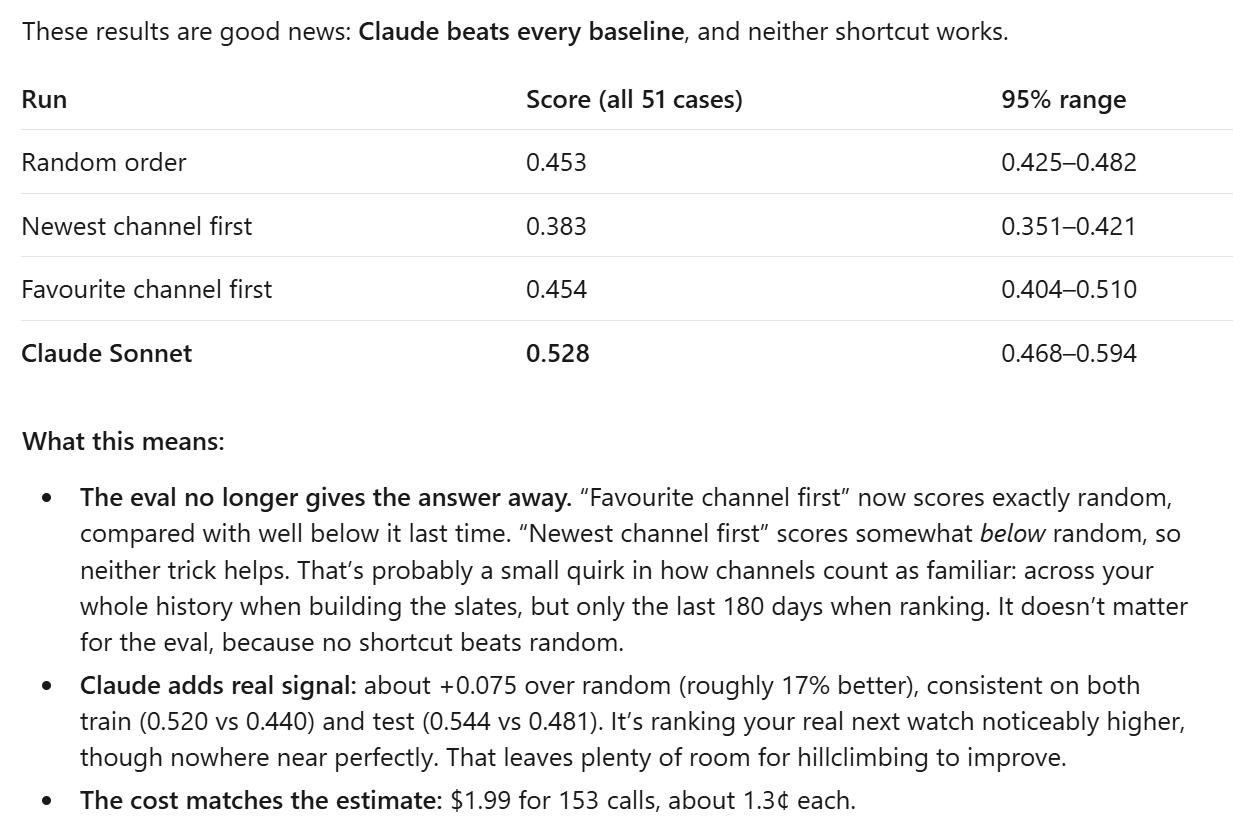 These results are good news: Claude beats every baseline, and neither shortcut works.
Run Score (all 51 cases) 95% range
Random order 0.453 0.425–0.482
Newest channel first 0.383 0.351–0.421
Favourite channel first 0.454 0.404–0.510
Claude Sonnet 0.528 0.468–0.594
What this means:
• The eval no longer gives the answer away. “Favourite channel first” now scores exactly random,
compared with well below it last time. “Newest channel first” scores somewhat below random, so
neither trick helps. That’s probably a small quirk in how channels count as familiar: across your
whole history when building the slates, but only the last 180 days when ranking. It doesn’t matter
for the eval, because no shortcut beats random.
• Claude adds real signal: about +0.075 over random (roughly 17% better), consistent on both
train (0.520 vs 0.440) and test (0.544 vs 0.481). It’s ranking your real next watch noticeably higher,
though nowhere near perfectly. That leaves plenty of room for hillclimbing to improve.
• The cost matches the estimate: $1.99 for 153 calls, about 1.3¢ each.